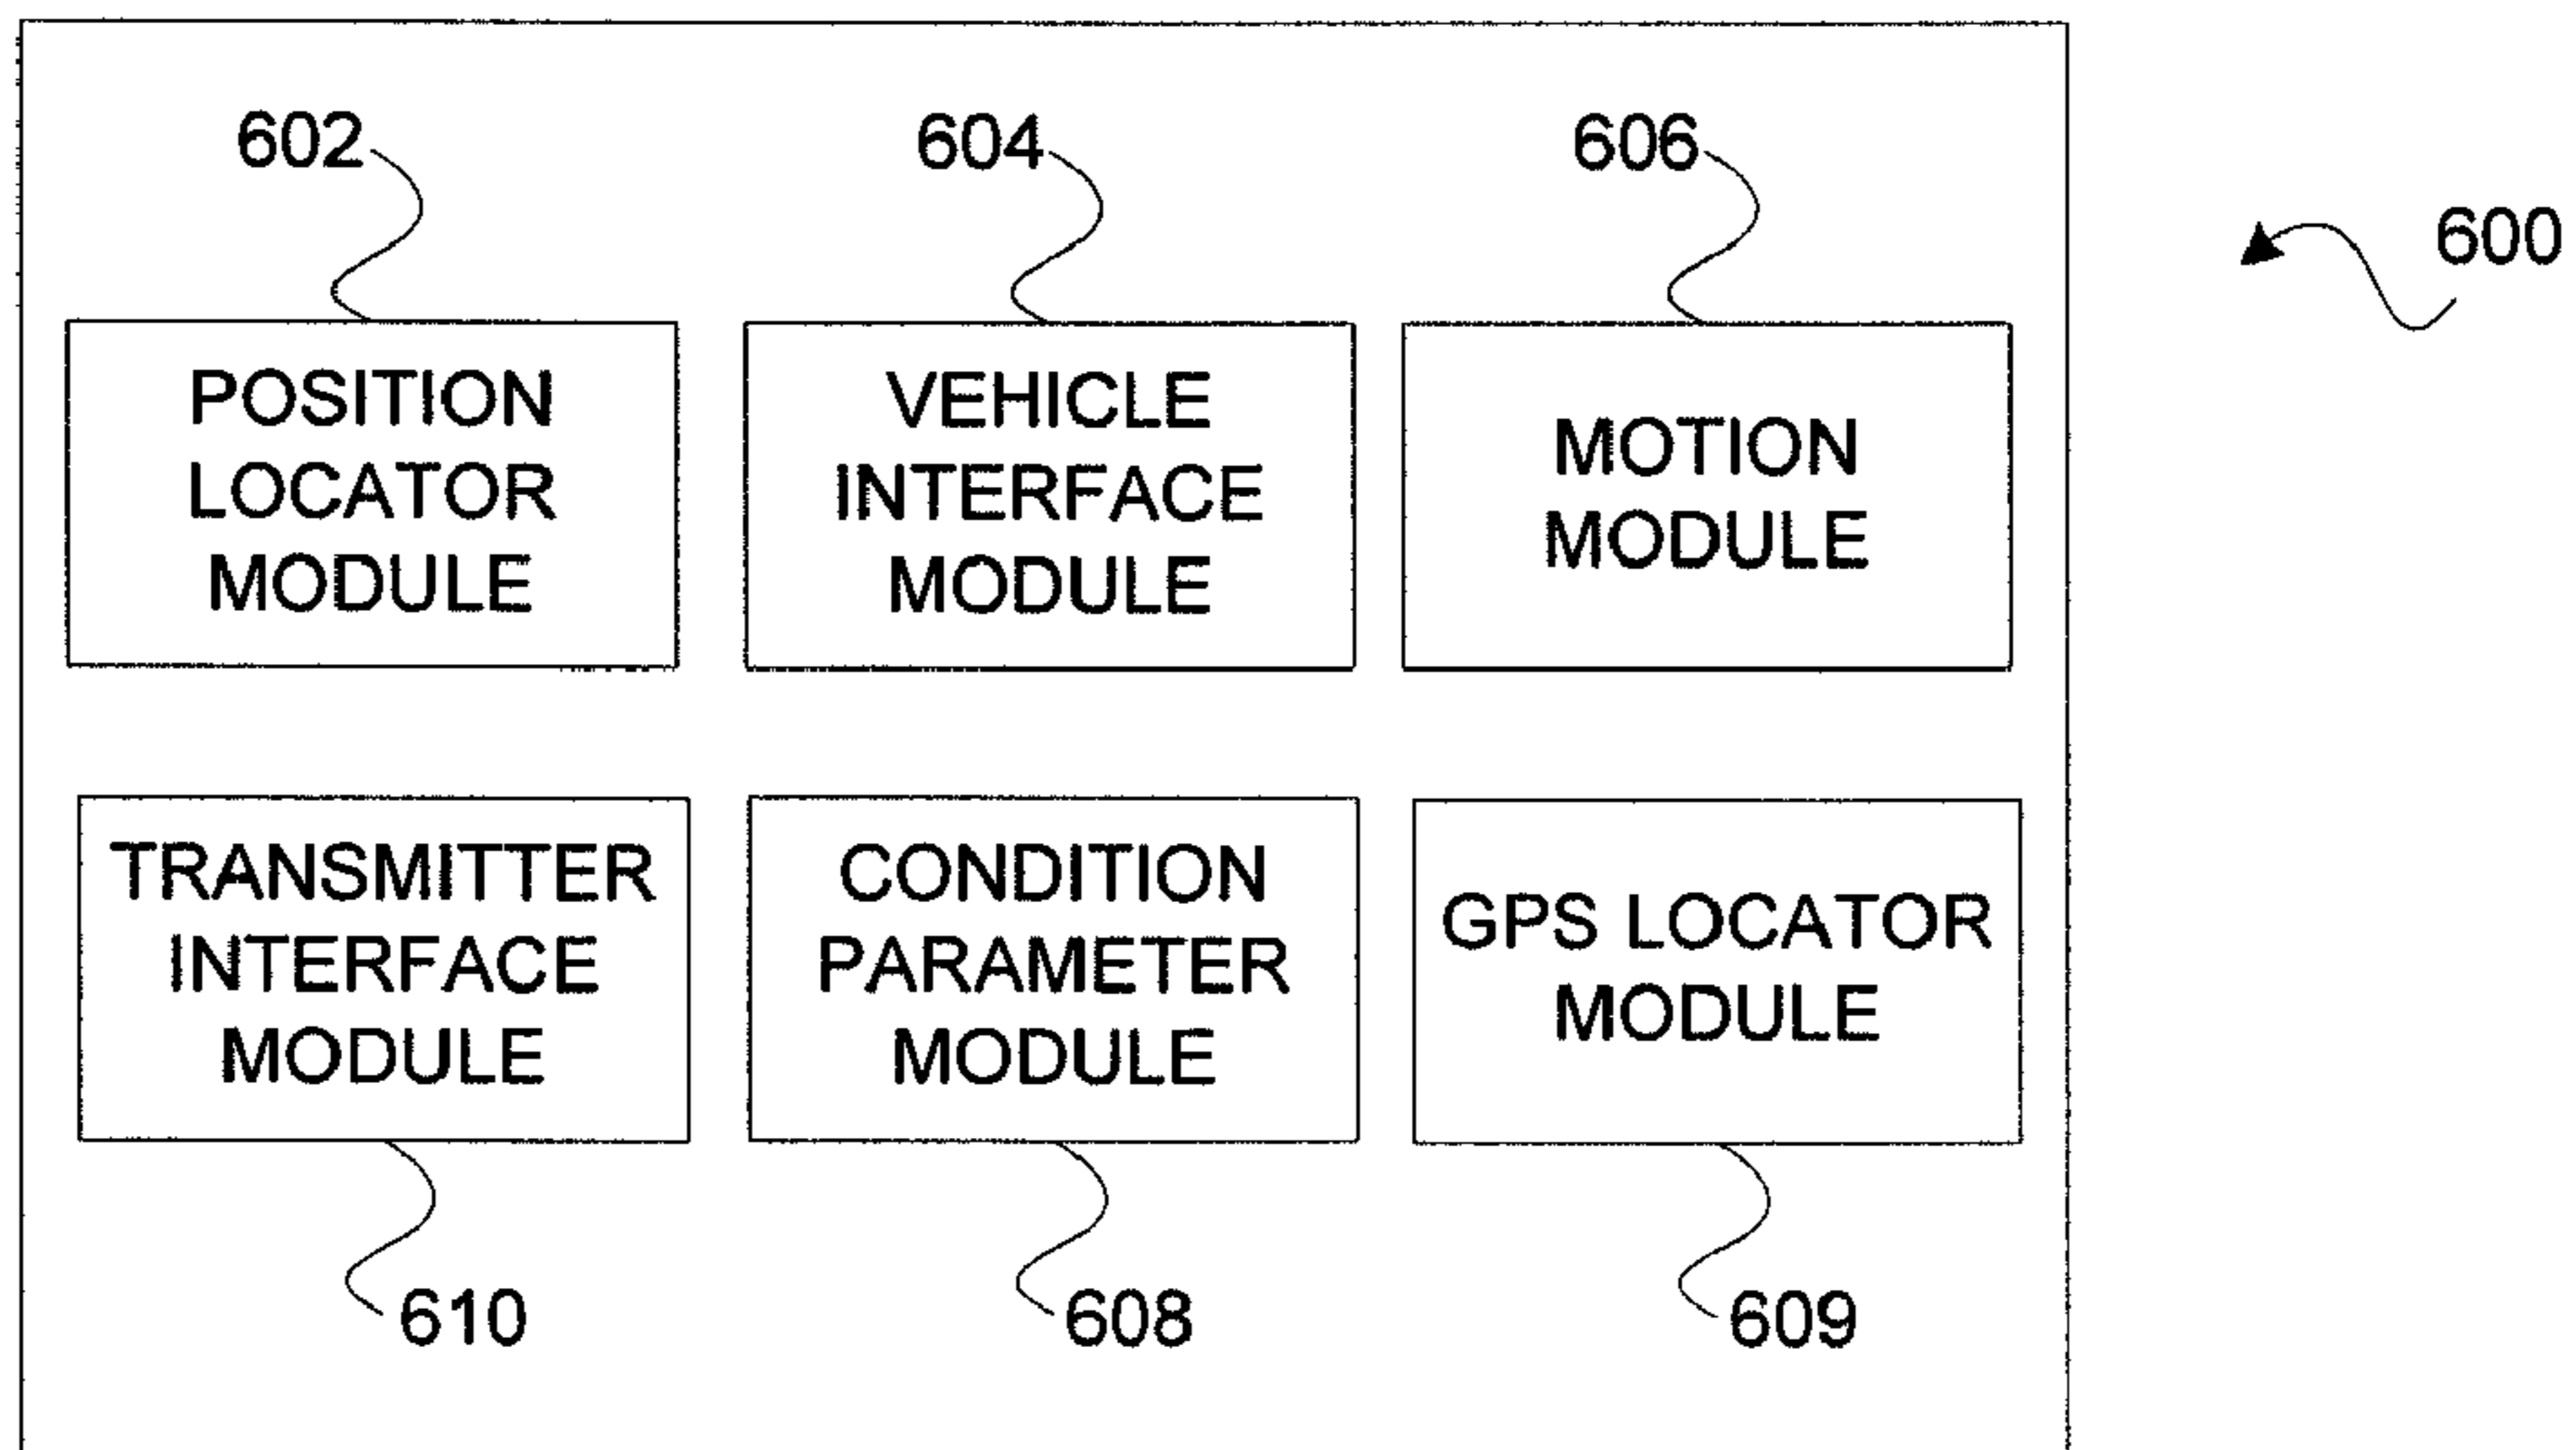 602
604
606
600
POSITION
LOCATOR
MODULE
VEHICLE
INTERFACE
MODULE
MOTION
MODULE
TRANSMITTER
INTERFACE
MODULE
CONDITION
PARAMETER
MODULE
GPS LOCATOR
MODULE
610
608
609